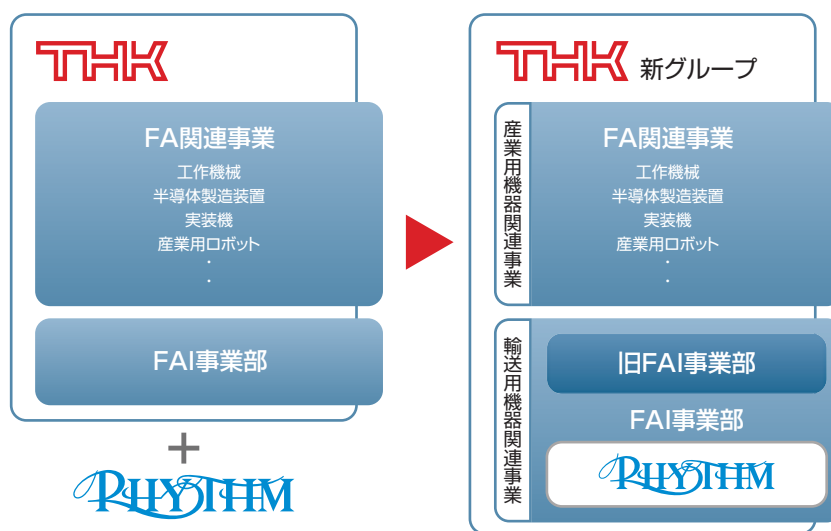 THK
FA関連事業
工作機械
半導体製造装置
実装機
産業用ロボット
・
・
FAI事業部
+
RHYTHM
THK 新グループ
産業用機器関連事業
FA関連事業
工作機械
半導体製造装置
実装機
産業用ロボット
・
・
輸送用機器関連事業
旧FAI事業部
FAI事業部
RHYTHM